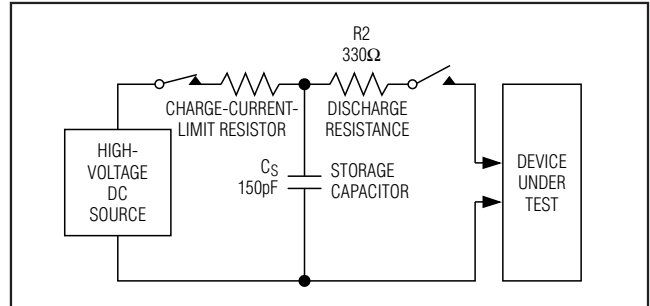 R2
330Ω
CHARGE-CURRENT-
LIMIT RESISTOR
DISCHARGE
RESISTANCE
HIGH-
VOLTAGE
DC
SOURCE
CS
150pF
STORAGE
CAPACITOR
DEVICE
UNDER
TEST